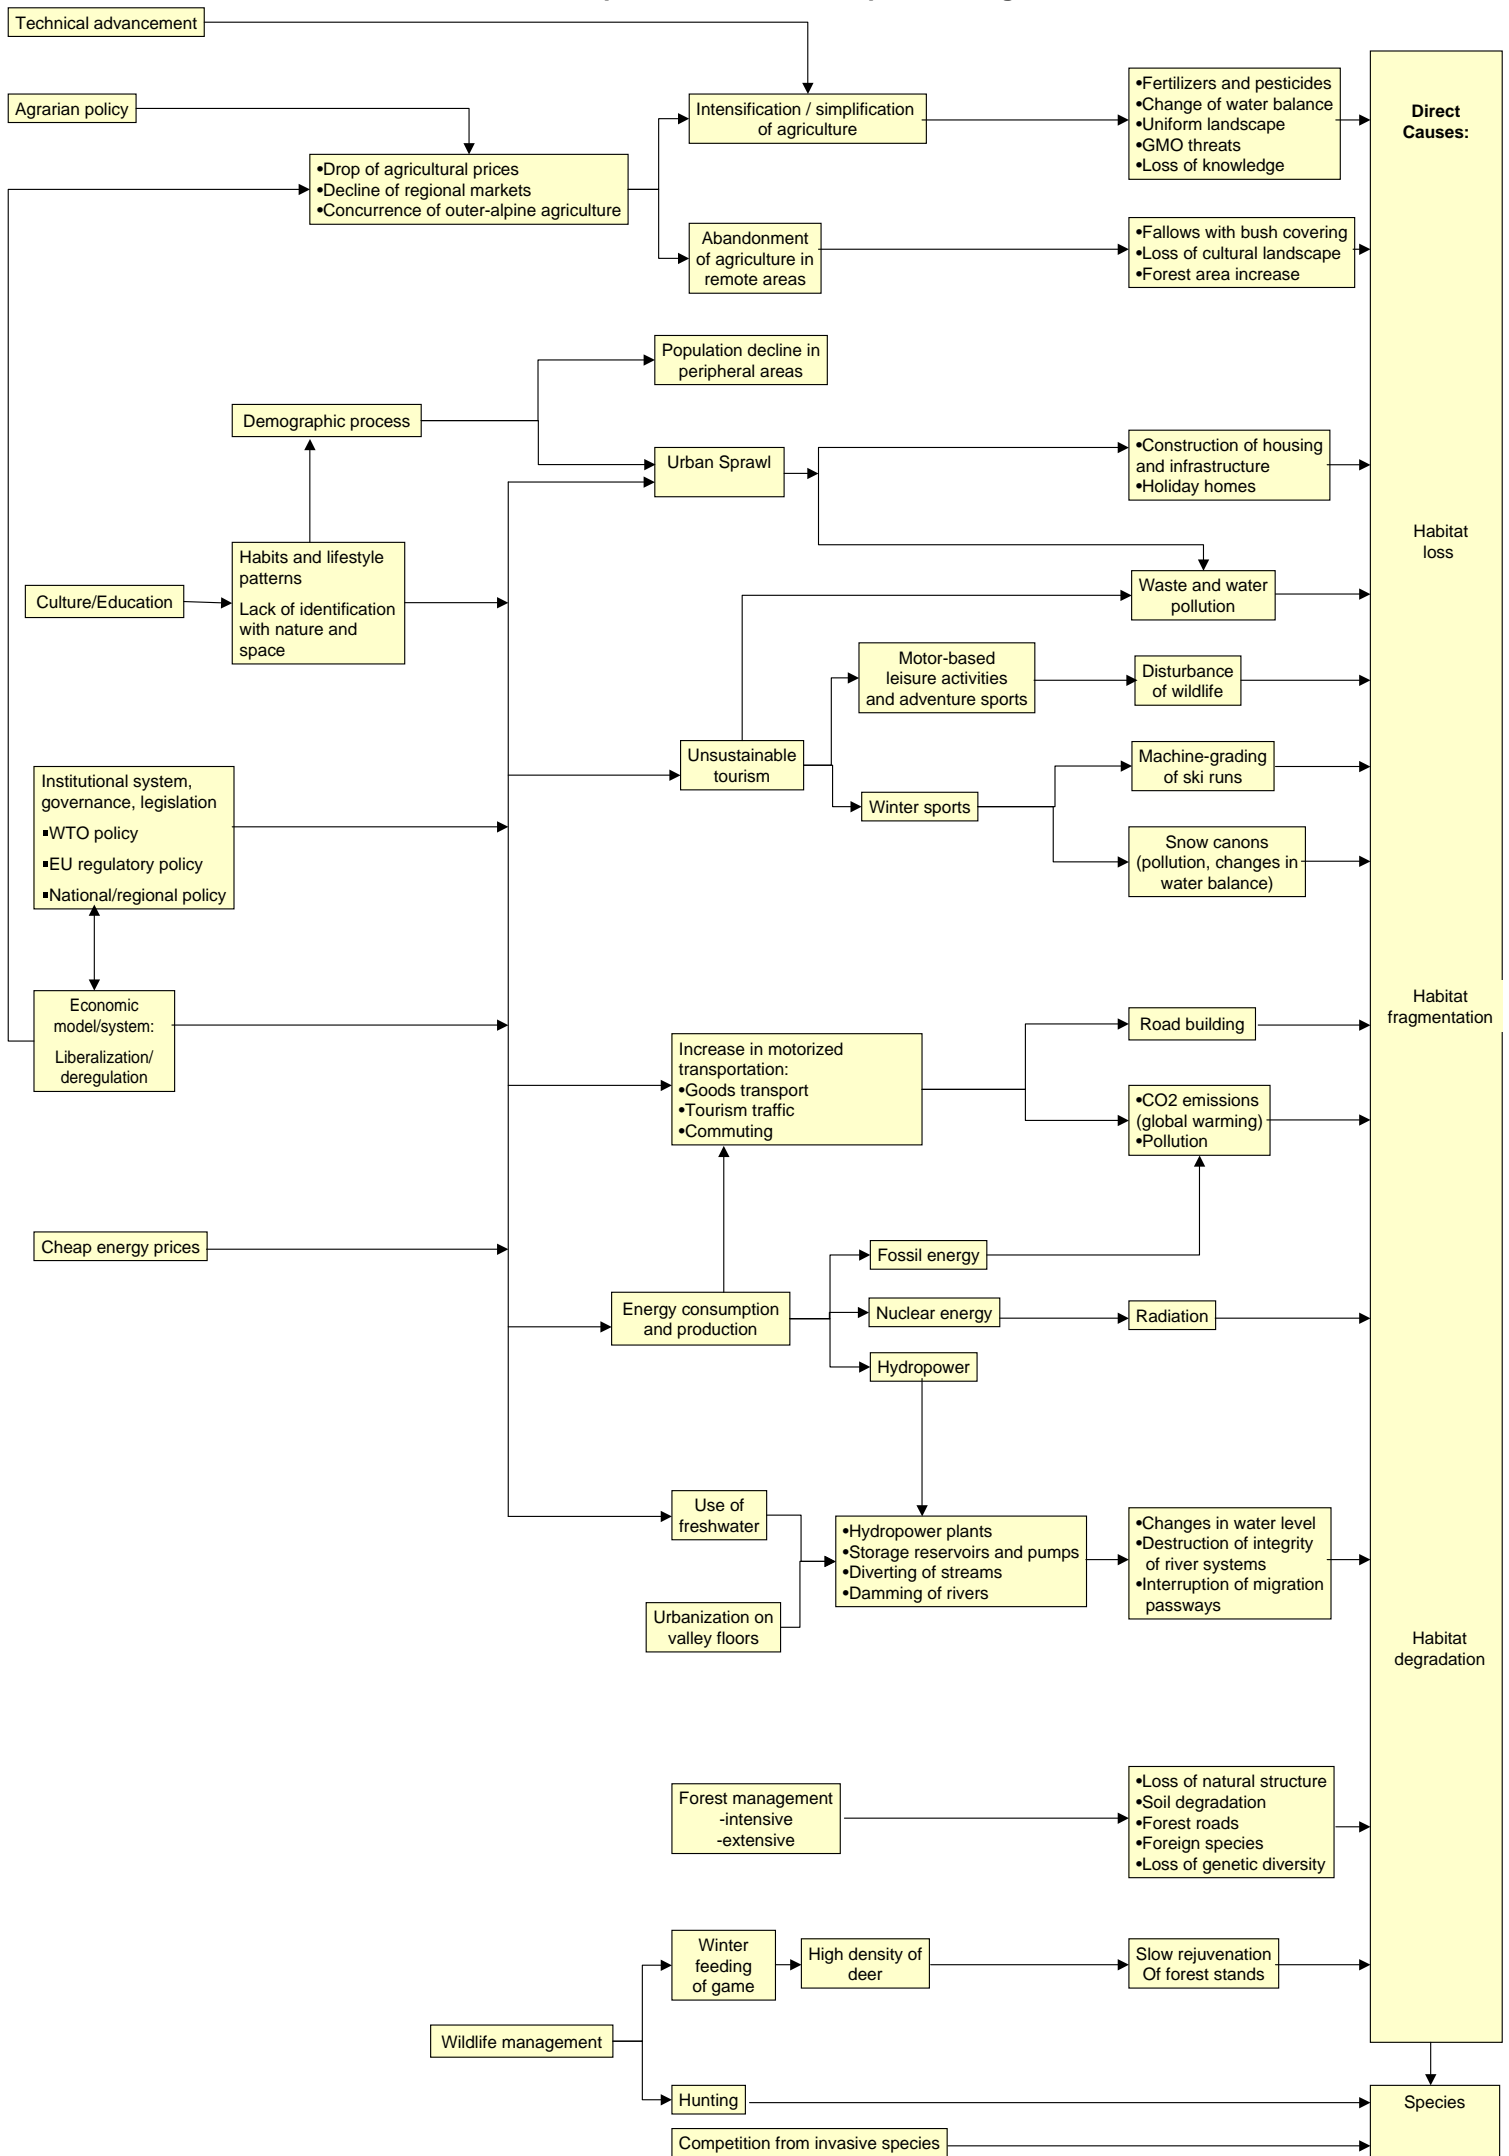 Technical advancement
Agrarian policy
•Drop of agricultural prices
•Decline of regional markets
•Concurrence of outer-alpine agriculture
Intensification / simplification
of agriculture
•Fertilizers and pesticides
•Change of water balance
•Uniform landscape
•GMO threats
•Loss of knowledge
Direct
Causes:
Abandonment
of agriculture in
remote areas
•Fallows with bush covering
•Loss of cultural landscape
•Forest area increase
Population decline in
peripheral areas
Demographic process
Urban Sprawl
•Construction of housing
and infrastructure
•Holiday homes
Habitat
loss
Culture/Education
Habits and lifestyle
patterns
Lack of identification
with nature and
space
Waste and water
pollution
Motor-based
leisure activities
and adventure sports
Disturbance
of wildlife
Unsustainable
tourism
Machine-grading
of ski runs
Winter sports
Snow canons
(pollution, changes in
water balance)
Institutional system,
governance, legislation
▪WTO policy
▪EU regulatory policy
▪National/regional policy
Economic
model/system:
Liberalization/
deregulation
Habitat
fragmentation
Road building
Increase in motorized
transportation:
•Goods transport
•Tourism traffic
•Commuting
•CO2 emissions
(global warming)
•Pollution
Cheap energy prices
Fossil energy
Energy consumption
and production
Nuclear energy
Radiation
Hydropower
Use of
freshwater
•Hydropower plants
•Storage reservoirs and pumps
•Diverting of streams
•Damming of rivers
•Changes in water level
•Destruction of integrity
of river systems
•Interruption of migration
passways
Urbanization on
valley floors
Habitat
degradation
Forest management
-intensive
-extensive
•Loss of natural structure
•Soil degradation
•Forest roads
•Foreign species
•Loss of genetic diversity
Winter
feeding
of game
High density of
deer
Slow rejuvenation
Of forest stands
Wildlife management
Hunting
Species
Competition from invasive species